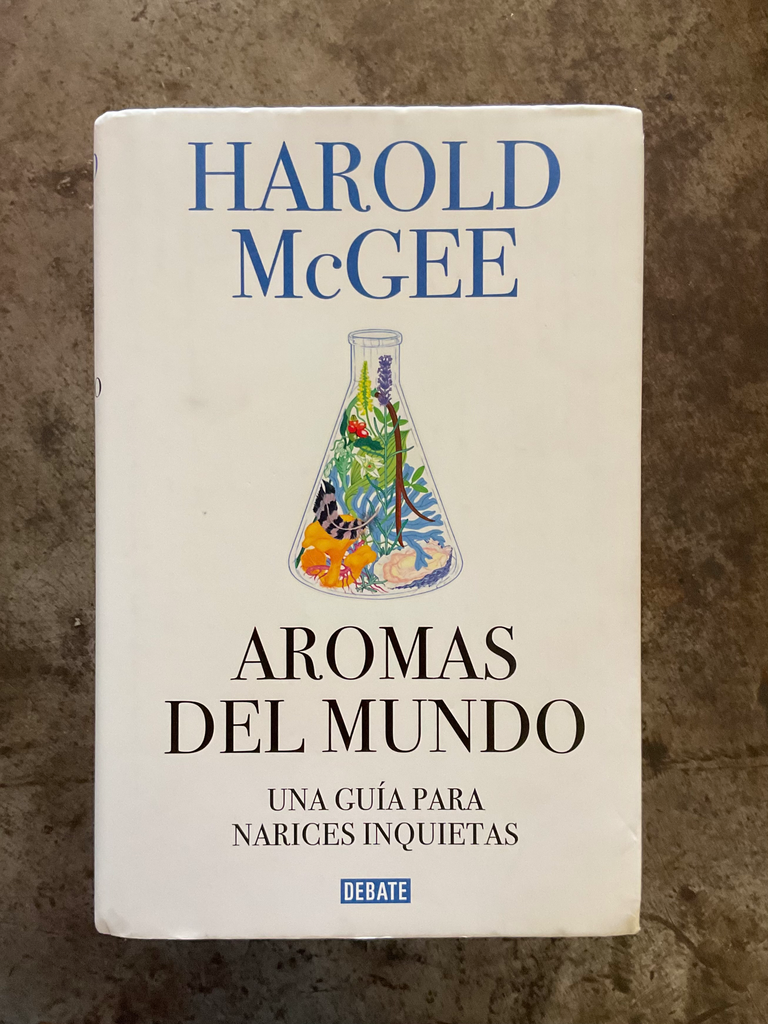 HAROLD
McGEE
AROMAS
DEL MUNDO
UNA GUÍA PARA
NARICES INQUIETAS
DEBATE